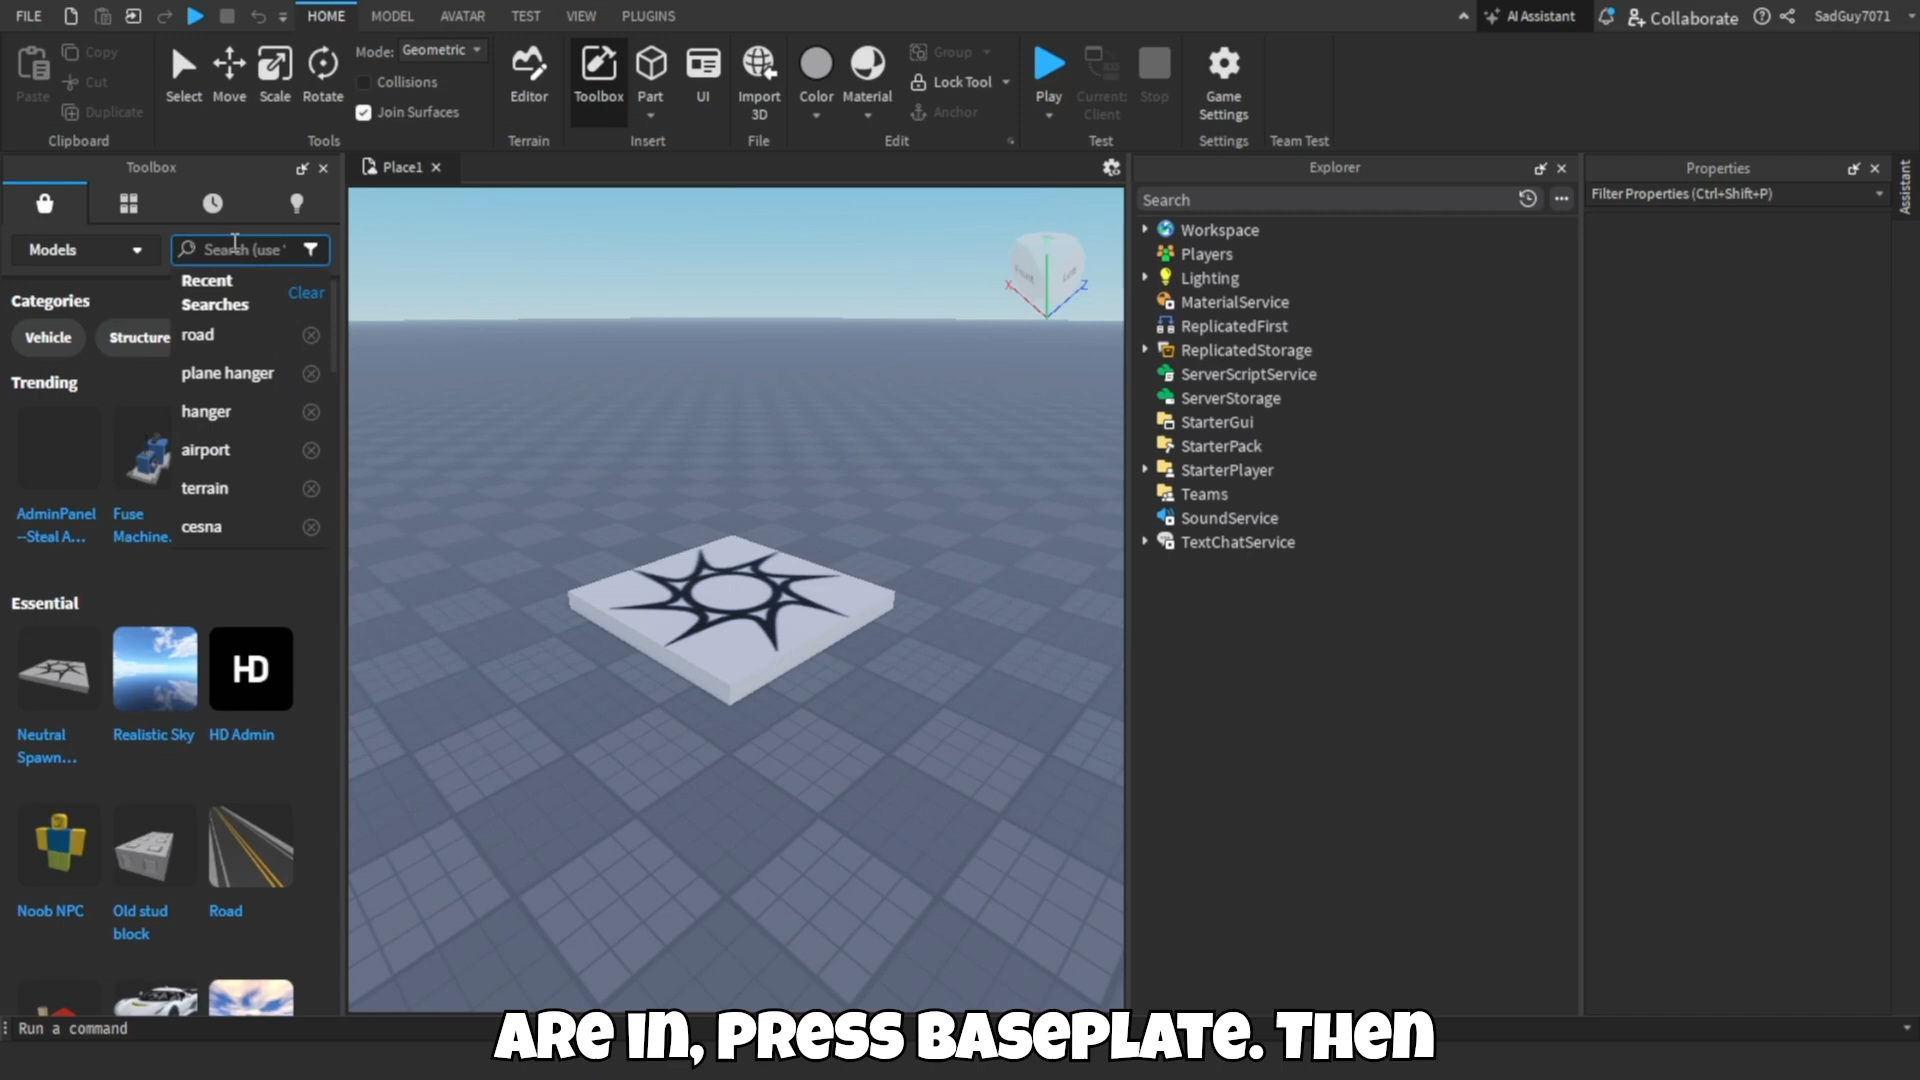 FILE HOME MODEL AVATAR TEST VIEW PLUGINS AI Assistant Collaborate SadGuy7071
Paste Copy Cut Duplicate
Clipboard
Select Move Scale Rotate
Mode: Geometric
Collisions
Join Surfaces
Tools
Editor
Terrain
Toolbox Part UI
Insert
Import 3D
File
Color Material
Group
Lock Tool
Anchor
Edit
Play Current: Client Stop
Test
Game Settings
Settings
Team Test
Toolbox
Models
Search (use '
Recent Searches
Clear
road
plane hanger
hanger
airport
terrain
cesna
Categories
Vehicle Structure
Trending
AdminPanel --Steal A...
Fuse Machine.
Essential
Neutral Spawn...
Realistic Sky
HD
HD Admin
Noob NPC
Old stud block
Road
Place1
X Z
Explorer
Search
Workspace
Players
Lighting
MaterialService
ReplicatedFirst
ReplicatedStorage
ServerScriptService
ServerStorage
StarterGui
StarterPack
StarterPlayer
Teams
SoundService
TextChatService
Properties
Filter Properties (Ctrl+Shift+P)
Assistant
Run a command
ARE IN, PRESS BASEPLATE. THEN